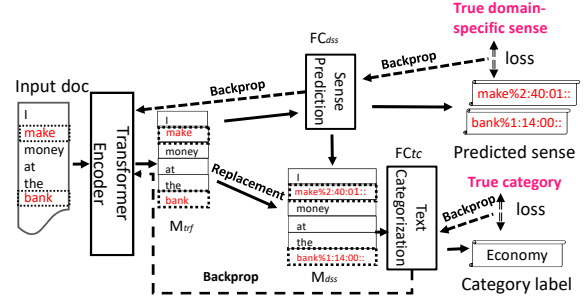 True domain-
specific sense
FCdss
loss
Backprop
Backprop
Sense
Prediction
Input doc
I
make
money
at
the
bank
Transformer
Encoder
I
make
money
at
the
bank
Mtrf
Replacement
make%2:40:01::
bank%1:14:00::
Predicted sense
FCtc
I
make%2:40:01::
money
at
the
bank%1:14:00::
Mdss
Text
Categorization
True category
Backprop
loss
Economy
Category label
Backprop